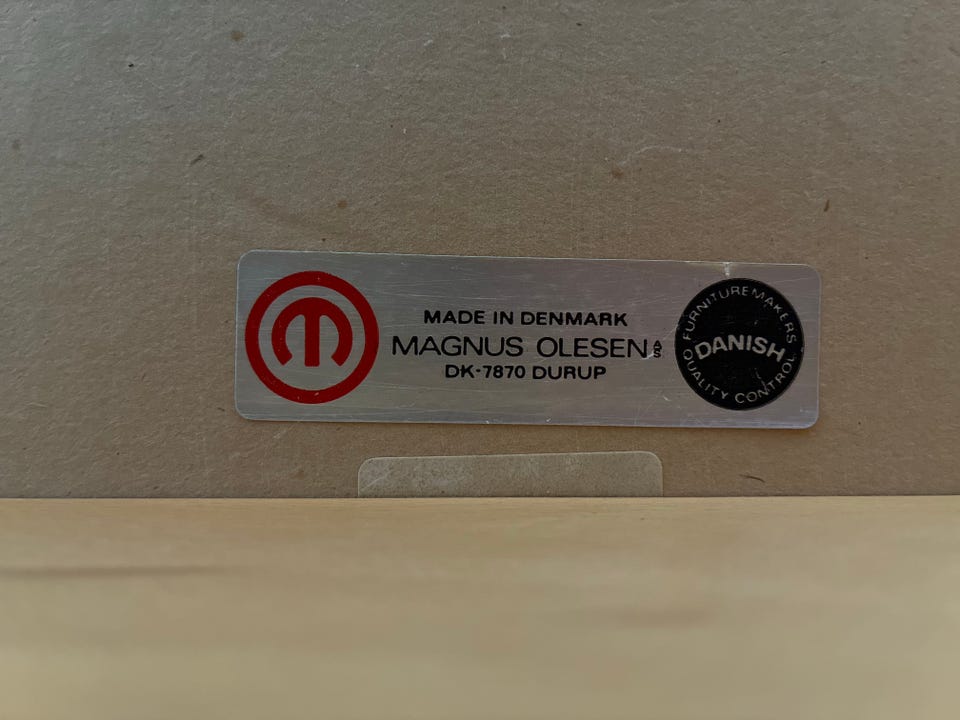 MADE IN DENMARK
MAGNUS OLESEN A/S
DK-7870 DURUP
FURNITUREMAKERS
DANISH
QUALITY CONTROL